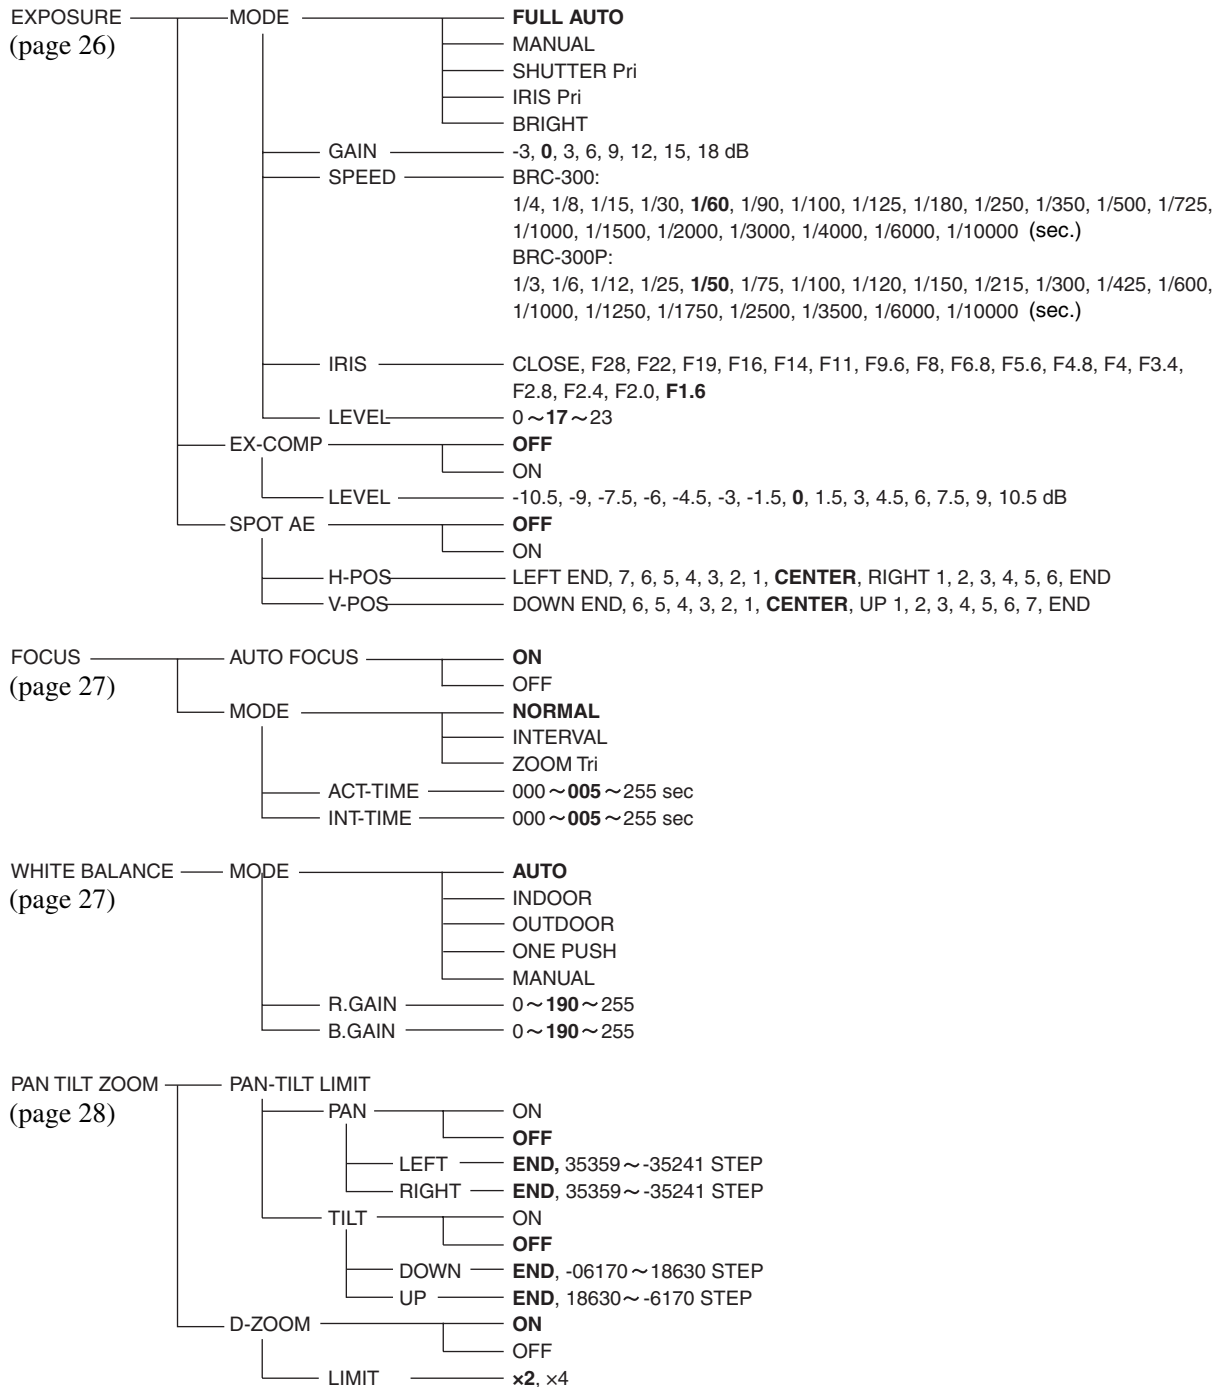 EXPOSURE MODE FULL AUTO
(page 26) MANUAL
SHUTTER Pri
IRIS Pri
BRIGHT
GAIN -3, 0, 3, 6, 9, 12, 15, 18 dB
SPEED BRC-300:
1/4, 1/8, 1/15, 1/30, 1/60, 1/90, 1/100, 1/125, 1/180, 1/250, 1/350, 1/500, 1/725,
1/1000, 1/1500, 1/2000, 1/3000, 1/4000, 1/6000, 1/10000 (sec.)
BRC-300P:
1/3, 1/6, 1/12, 1/25, 1/50, 1/75, 1/100, 1/120, 1/150, 1/215, 1/300, 1/425, 1/600,
1/1000, 1/1250, 1/1750, 1/2500, 1/3500, 1/6000, 1/10000 (sec.)
IRIS CLOSE, F28, F22, F19, F16, F14, F11, F9.6, F8, F6.8, F5.6, F4.8, F4, F3.4,
F2.8, F2.4, F2.0, F1.6
LEVEL 0～17～23
EX-COMP OFF
ON
LEVEL -10.5, -9, -7.5, -6, -4.5, -3, -1.5, 0, 1.5, 3, 4.5, 6, 7.5, 9, 10.5 dB
SPOT AE OFF
ON
H-POS LEFT END, 7, 6, 5, 4, 3, 2, 1, CENTER, RIGHT 1, 2, 3, 4, 5, 6, END
V-POS DOWN END, 6, 5, 4, 3, 2, 1, CENTER, UP 1, 2, 3, 4, 5, 6, 7, END
FOCUS AUTO FOCUS ON
(page 27) OFF
MODE NORMAL
INTERVAL
ZOOM Tri
ACT-TIME 000～005～255 sec
INT-TIME 000～005～255 sec
WHITE BALANCE MODE AUTO
(page 27) INDOOR
OUTDOOR
ONE PUSH
MANUAL
R.GAIN 0～190～255
B.GAIN 0～190～255
PAN TILT ZOOM PAN-TILT LIMIT
(page 28) PAN ON
OFF
LEFT END, 35359～-35241 STEP
RIGHT END, 35359～-35241 STEP
TILT ON
OFF
DOWN END, -06170～18630 STEP
UP END, 18630～-6170 STEP
D-ZOOM ON
OFF
LIMIT ×2, ×4